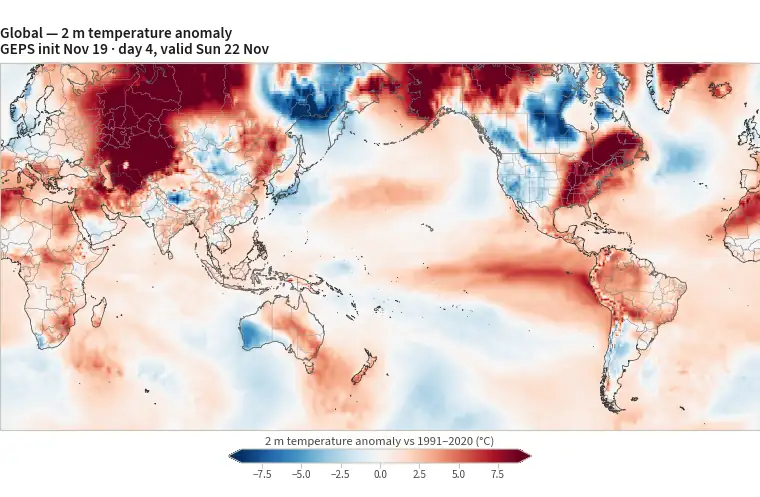 Global — 2 m temperature anomaly
GEPS init Nov 19 · day 4, valid Sun 22 Nov
2 m temperature anomaly vs 1991–2020 (°C)
−7.5 −5.0 −2.5 0.0 2.5 5.0 7.5